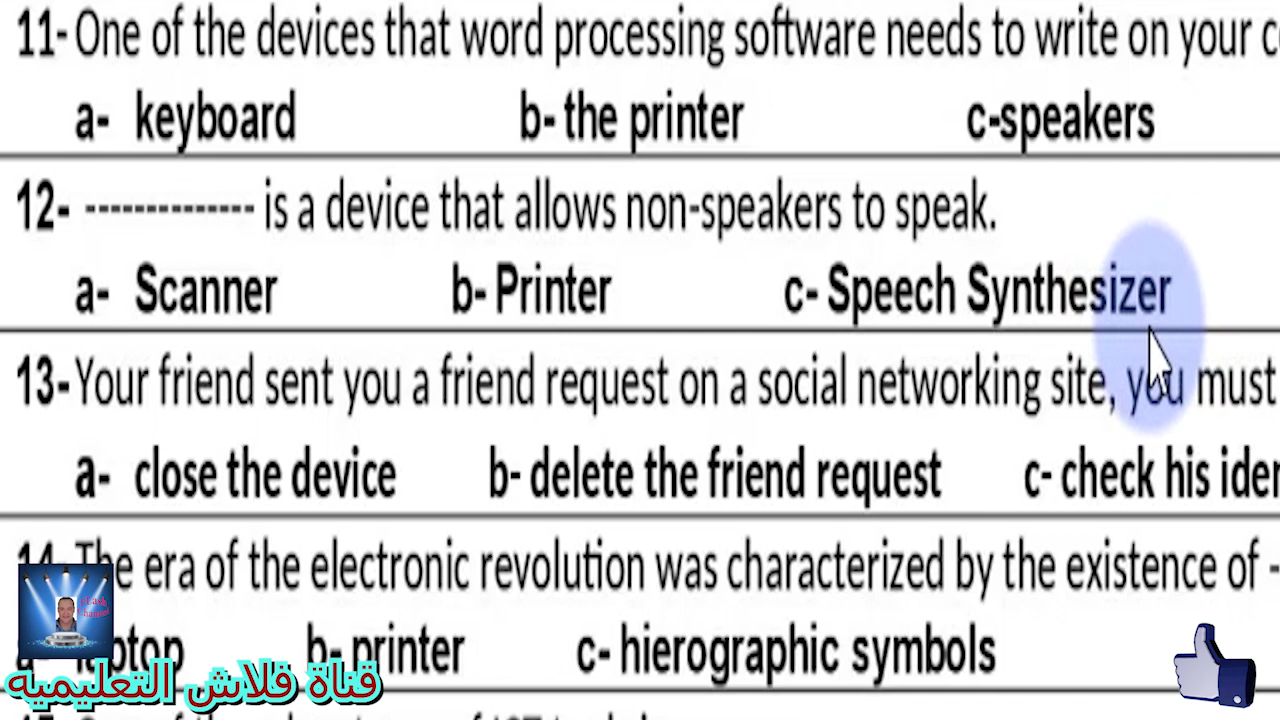 11- One of the devices that word processing software needs to write on your
a- keyboard b- the printer c-speakers
12- -------------- is a device that allows non-speakers to speak.
a- Scanner b- Printer c- Speech Synthesizer
13- Your friend sent you a friend request on a social networking site, you must
a- close the device b- delete the friend request c- check his
14- The era of the electronic revolution was characterized by the existence of -
a- laptop b- printer c- hierographic symbols
قناة فلاش التعليمية